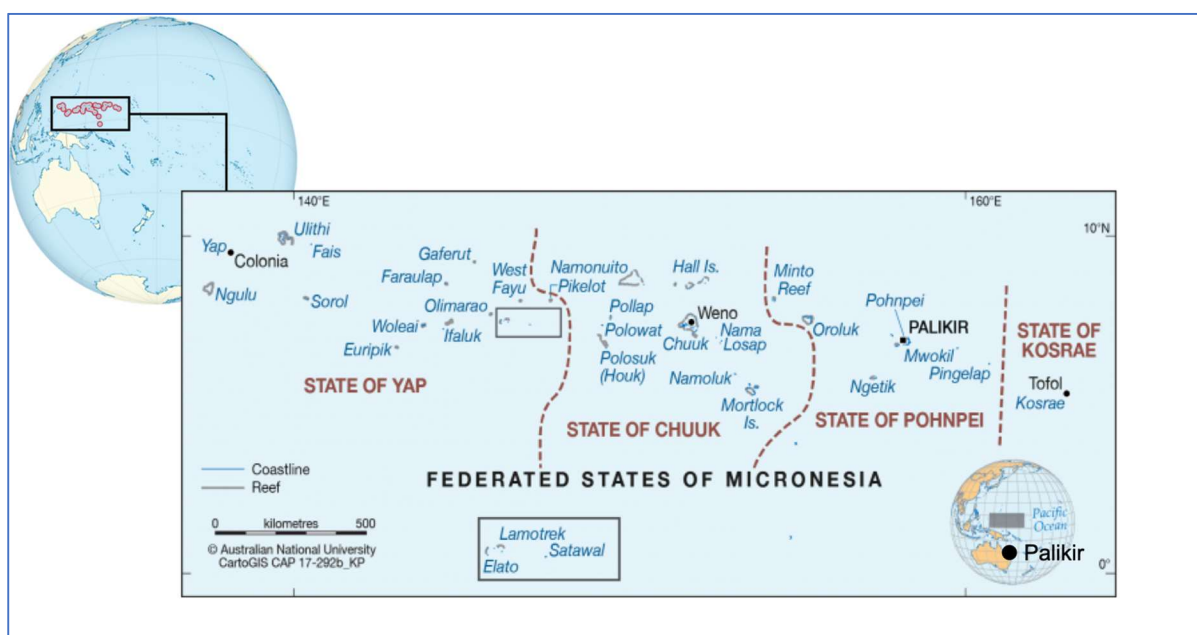 140°E
160°E
10°N
Ulithi
Yap
Colonia
Fais
Gaferut
West
Fayu
Namonuito
Pikelot
Hall Is.
Minto
Reef
Faraulap
Ngulu
Sorol
Olimarao
Pollap
Weno
Pohnpei
Woleai
Ifaluk
Polowat
Chuuk
Nama
Losap
Oroluk
PALIKIR
STATE OF
KOSRAE
Euripik
Polosuk
(Houk)
Mwokil
Pingelap
STATE OF YAP
Namoluk
Ngetik
Tofol
Kosrae
Mortlock
Is.
STATE OF CHUUK
STATE OF POHNPEI
FEDERATED STATES OF MICRONESIA
Coastline
Reef
0 kilometres 500
© Australian National University
CartoGIS CAP 17-292b_KP
Lamotrek
Satawal
Elato
Pacific
Ocean
Palikir
0°